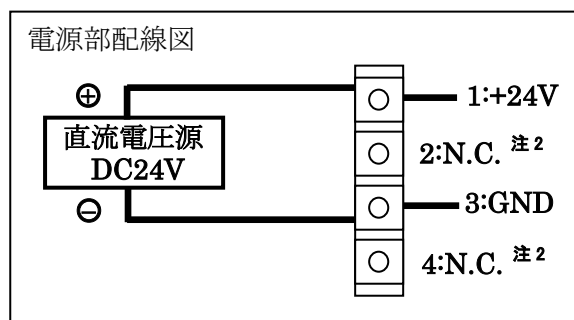 電源部配線図
⊕
直流電圧源
DC24V
⊖
1:+24V
2:N.C. 注2
3:GND
4:N.C. 注2